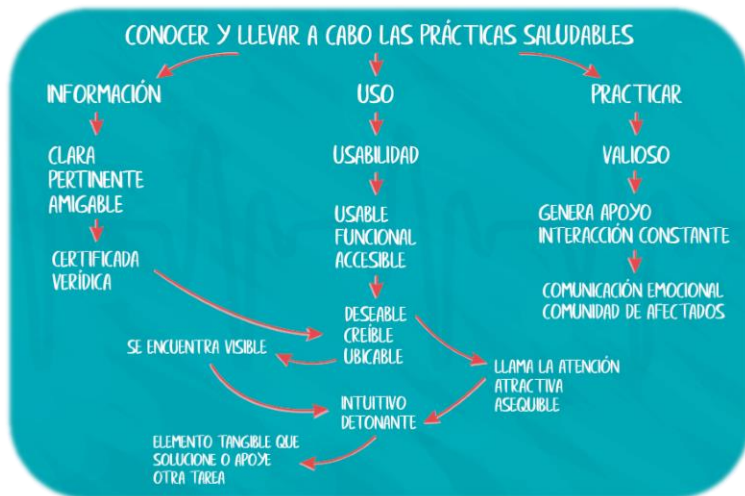 CONOCER Y LLEVAR A CABO LAS PRÁCTICAS SALUDABLES
INFORMACIÓN
USO
PRACTICAR
CLARA
PERTINENTE
AMIGABLE
USABILIDAD
VALIOSO
USABLE
FUNCIONAL
ACCESIBLE
GENERA APOYO
INTERACCIÓN CONSTANTE
CERTIFICADA
VERÍDICA
COMUNICACIÓN EMOCIONAL
COMUNIDAD DE AFECTADOS
DESEABLE
CREÍBLE
UBICABLE
SE ENCUENTRA VISIBLE
LLAMA LA ATENCIÓN
ATRACTIVA
ASEQUIBLE
INTUITIVO
DETONANTE
ELEMENTO TANGIBLE QUE
SOLUCIONE O APOYE
OTRA TAREA